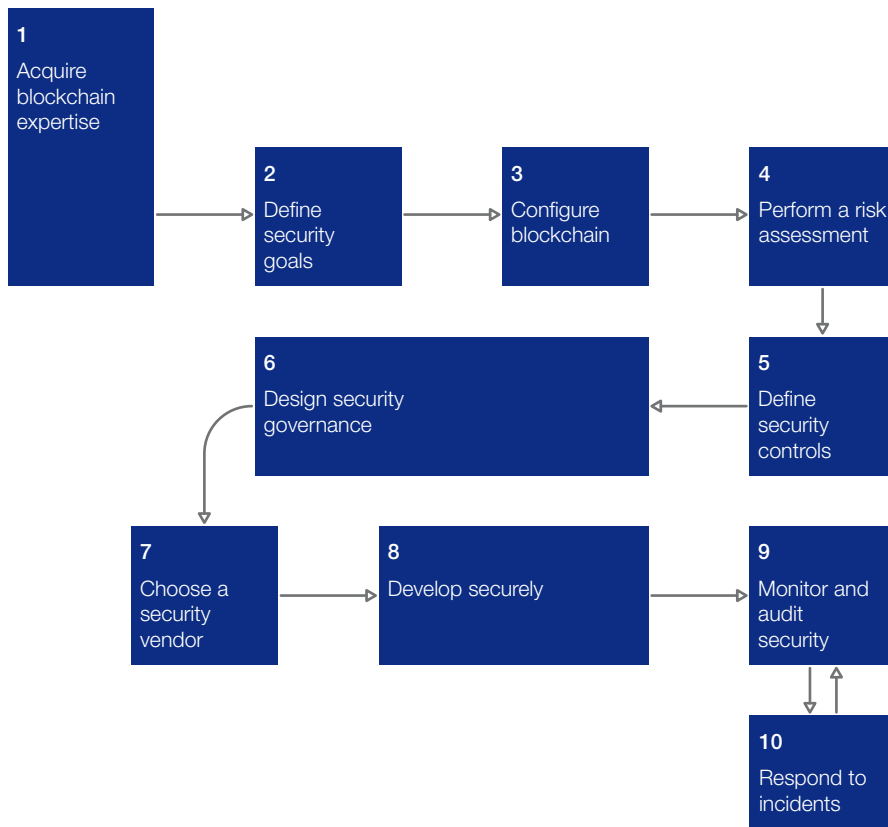 1
Acquire
blockchain
expertise
2
Define
security
goals
3
Configure
blockchain
4
Perform a risk
assessment
5
Define
security
controls
6
Design security
governance
7
Choose a
security
vendor
8
Develop securely
9
Monitor and
audit
security
10
Respond to
incidents